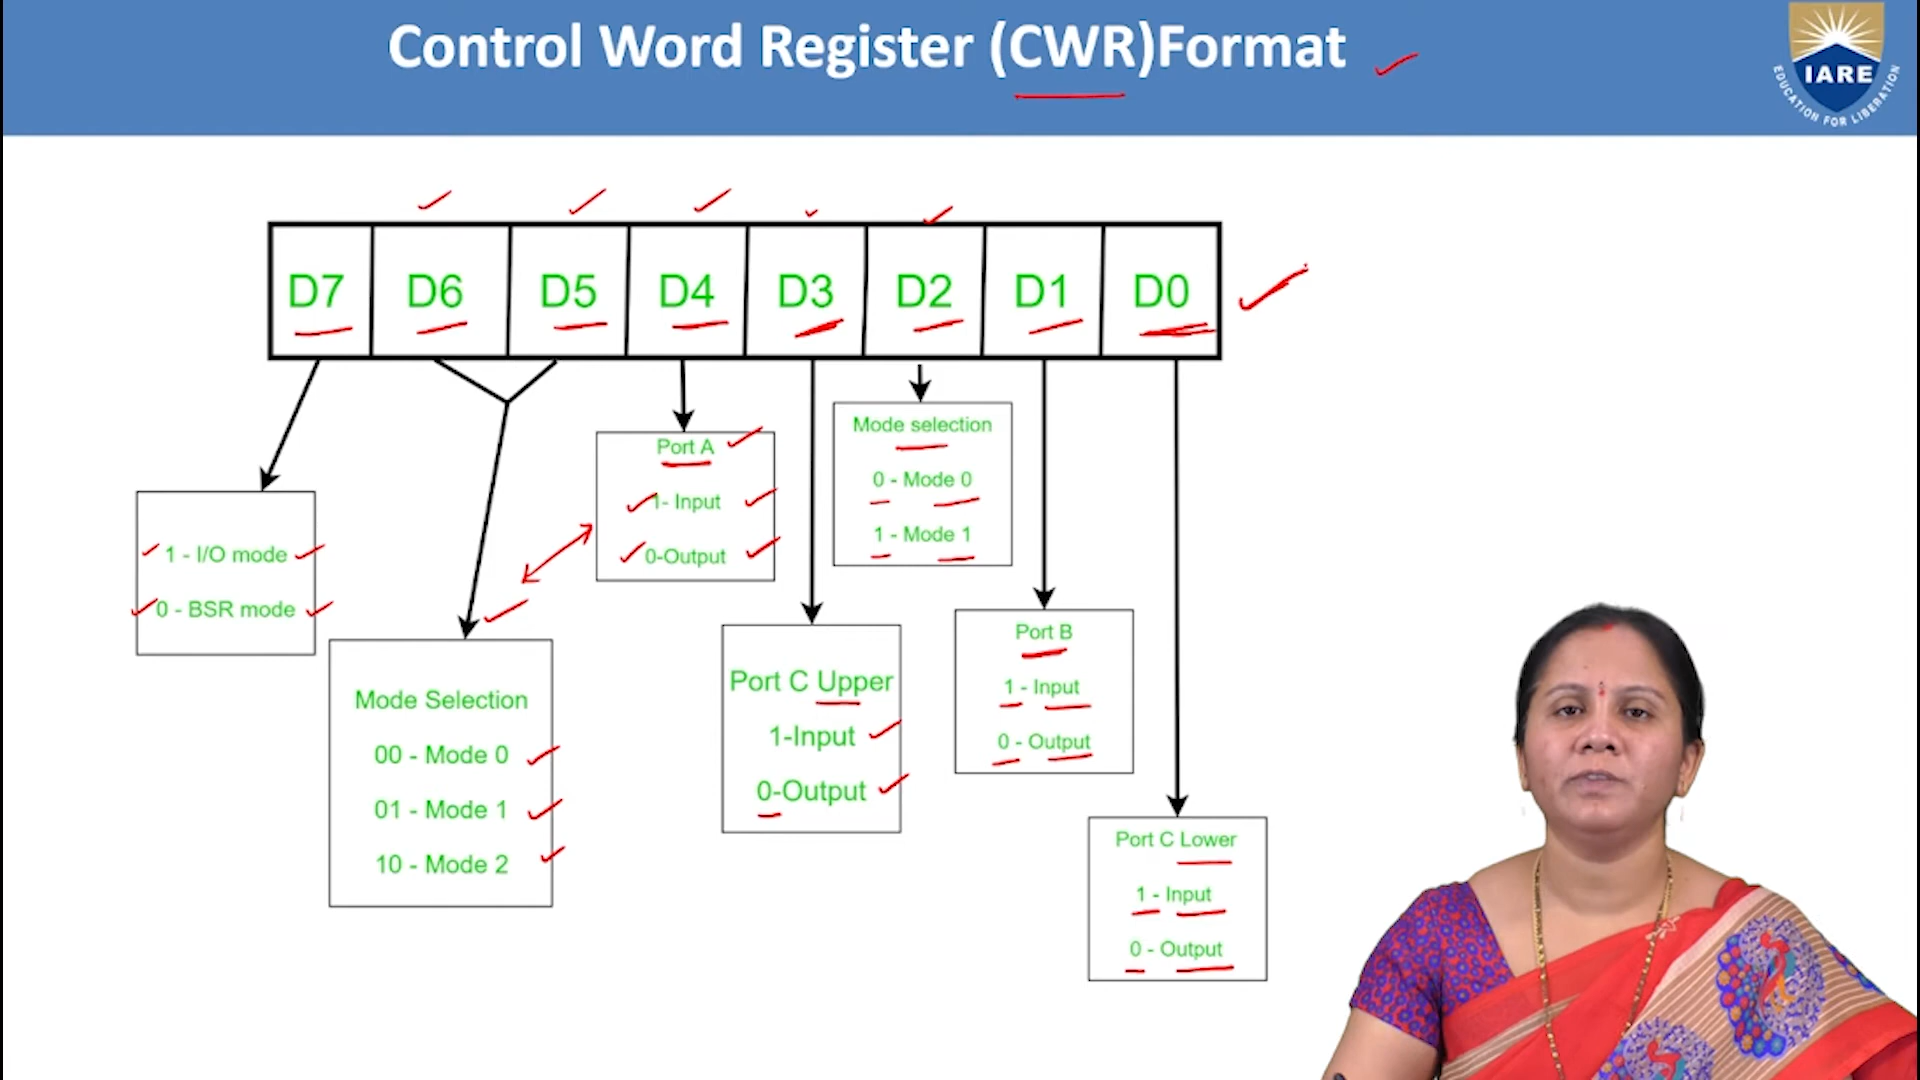 Control Word Register (CWR)Format
IARE
EDUCATION FOR LIBERATION
D7 D6 D5 D4 D3 D2 D1 D0
1 - I/O mode
0 - BSR mode
Mode Selection
00 - Mode 0
01 - Mode 1
10 - Mode 2
Port A
1- Input
0-Output
Port C Upper
1-Input
0-Output
Mode selection
0 - Mode 0
1 - Mode 1
Port B
1 - Input
0 - Output
Port C Lower
1 - Input
0 - Output